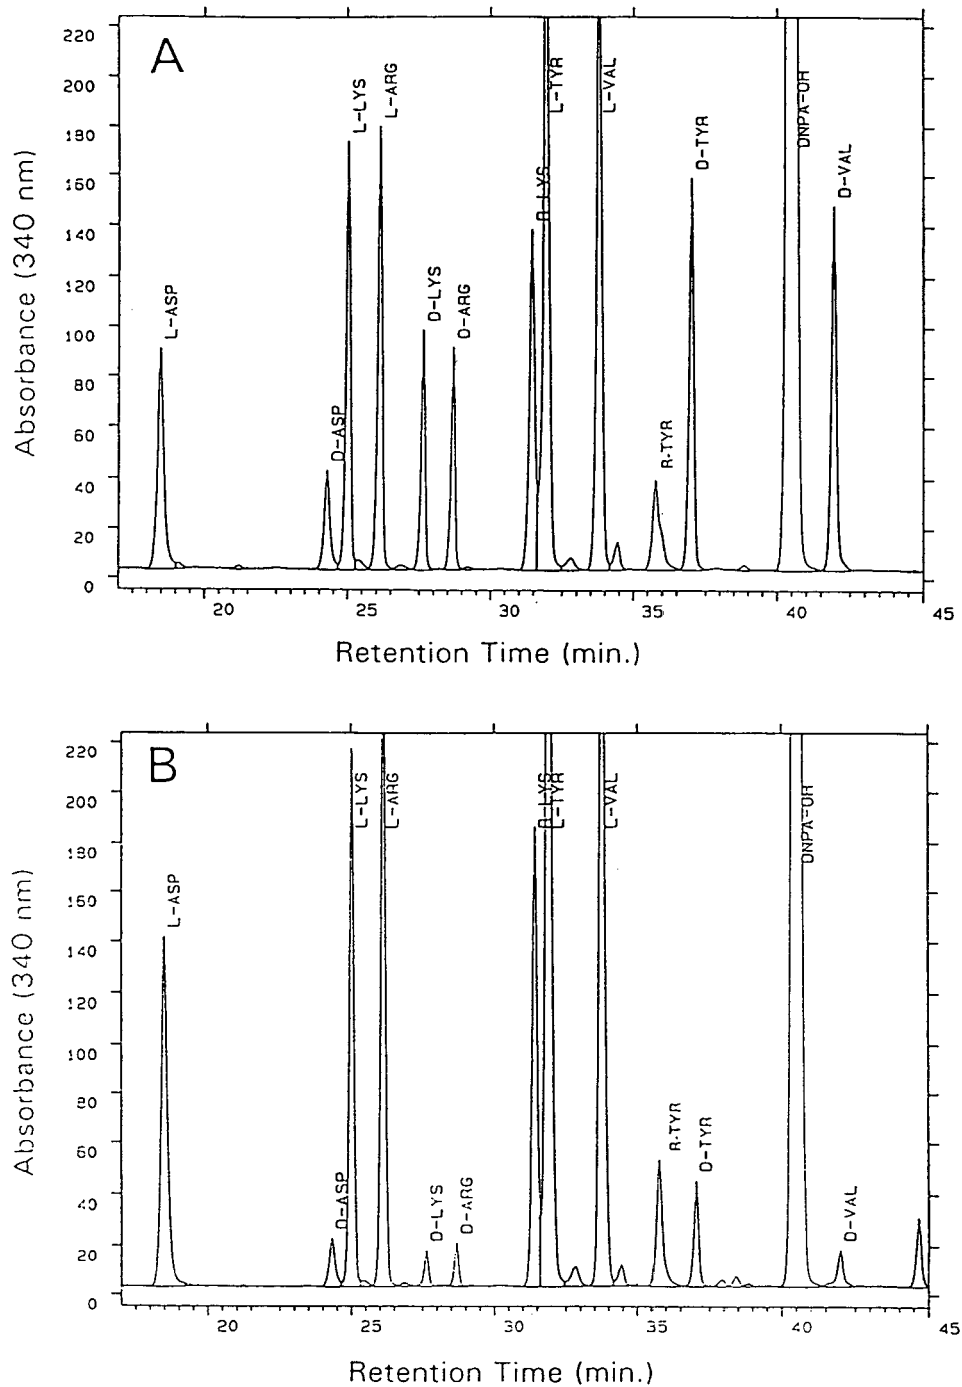 A
220
200
180
160
140
120
100
80
60
40
20
0
Absorbance (340 nm)
L-ASP
D-ASP
L-LYS
L-ARG
D-LYS
D-ARG
R-LYS
L-TYR
L-VAL
R-TYR
D-TYR
DNPA-OH
D-VAL
20
25
30
35
40
45
Retention Time (min.)
B
220
200
180
160
140
120
100
80
60
40
20
0
Absorbance (340 nm)
L-ASP
D-ASP
L-LYS
L-ARG
D-LYS
D-ARG
R-LYS
L-TYR
L-VAL
R-TYR
D-TYR
DNPA-OH
D-VAL
20
25
30
35
40
45
Retention Time (min.)